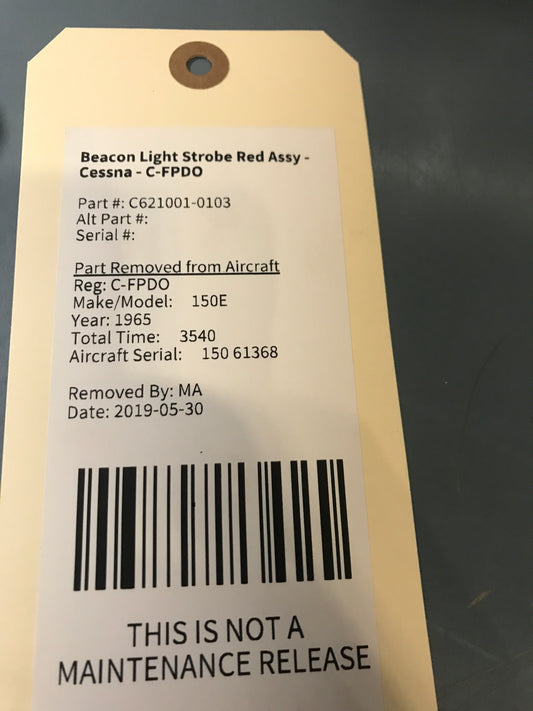 Beacon Light Strobe Red Assy -
Cessna - C-FPDO
Part #: C621001-0103
Alt Part #:
Serial #:
Part Removed from Aircraft
Reg: C-FPDO
Make/Model: 150E
Year: 1965
Total Time: 3540
Aircraft Serial: 150 61368
Removed By: MA
Date: 2019-05-30
THIS IS NOT A
MAINTENANCE RELEASE